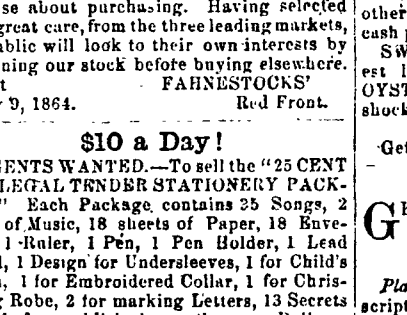 se about purchasing. Having selected
great care, from the three leading markets,
ublic will look to their own interests by
ning our stock before buying elsewhere.
t FAHNESTOCKS'
9, 1864. Red Front.
$10 a Day!
ENTS WANTED.—To sell the "25 CENT
LEGAL TENDER STATIONERY PACK-
" Each Package contains 35 Songs, 2
of Music, 18 sheets of Paper, 18 Enve-
1 Ruler, 1 Pen, 1 Pen Holder, 1 Lead
l, 1 Design for Undersleeves, 1 for Child's
, 1 for Embroidered Collar, 1 for Chris-
g Robe, 2 for marking Letters, 13 Secrets
other
cash p
SW
est l
OYST
shock
Get
G
Pla
script